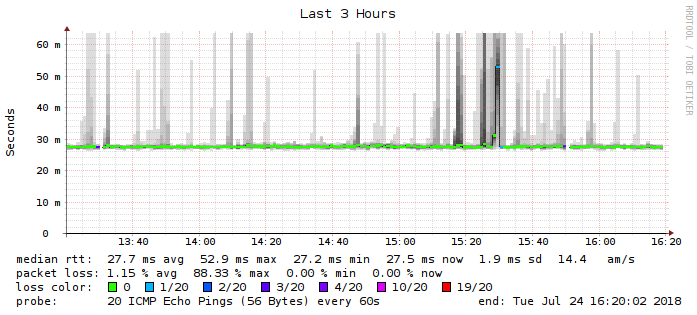 Last 3 Hours
RRDTOOL / TOBI OETIKER
Seconds
60 m
50 m
40 m
30 m
20 m
10 m
0
13:40 14:00 14:20 14:40 15:00 15:20 15:40 16:00 16:20
median rtt: 27.7 ms avg 52.9 ms max 27.2 ms min 27.5 ms now 1.9 ms sd 14.4 am/s
packet loss: 1.15 % avg 88.33 % max 0.00 % min 0.00 % now
loss color: 0 1/20 2/20 3/20 4/20 10/20 19/20
probe: 20 ICMP Echo Pings (56 Bytes) every 60s end: Tue Jul 24 16:20:02 2018